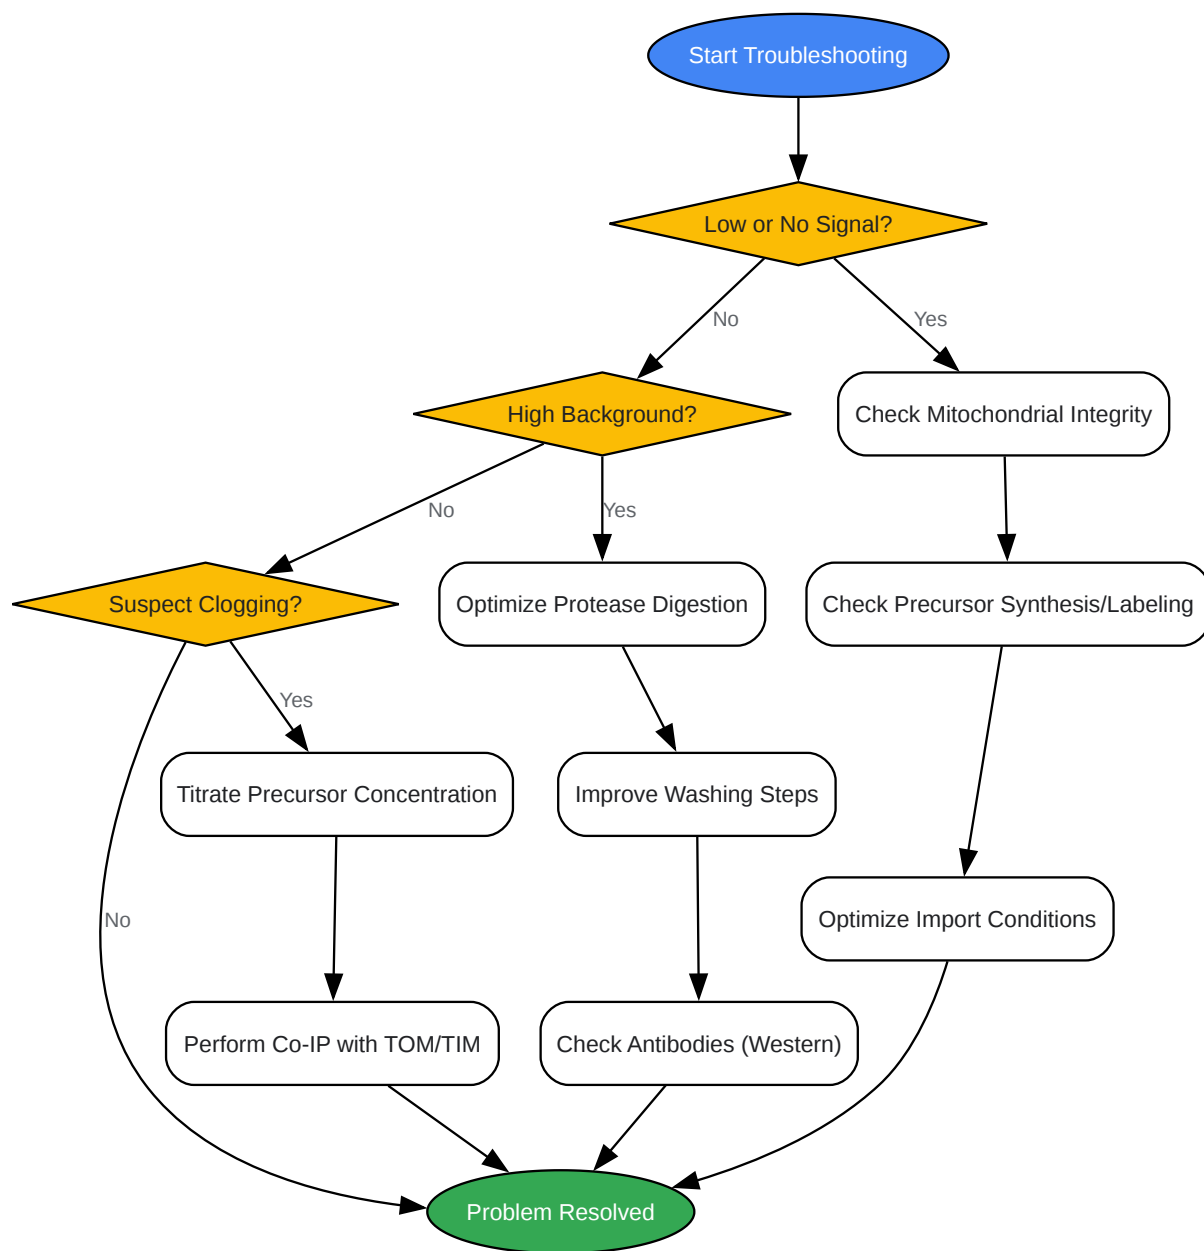 Start Troubleshooting
Low or No Signal?
No
Yes
High Background?
Check Mitochondrial Integrity
No
Yes
Suspect Clogging?
Optimize Protease Digestion
Check Precursor Synthesis/Labeling
Yes
Titrate Precursor Concentration
Improve Washing Steps
No
Optimize Import Conditions
Perform Co-IP with TOM/TIM
Check Antibodies (Western)
Problem Resolved